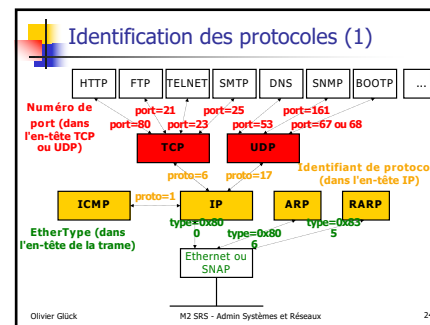 Identification des protocoles (1)
HTTP FTP TELNET SMTP DNS SNMP BOOTP ...
Numéro de
port (dans
l'en-tête TCP
ou UDP)
port=21 port=25 port=161
port=80 port=23 port=53 port=67 ou 68
TCP UDP
Identifiant de protoco
(dans l'en-tête IP)
proto=6 proto=17
ICMP proto=1 IP ARP RARP
EtherType (dans
l'en-tête de la trame)
type=0x80
0
type=0x80
6
type=0x83
5
Ethernet ou
SNAP
Olivier Glück M2 SRS - Admin Systèmes et Réseaux 24